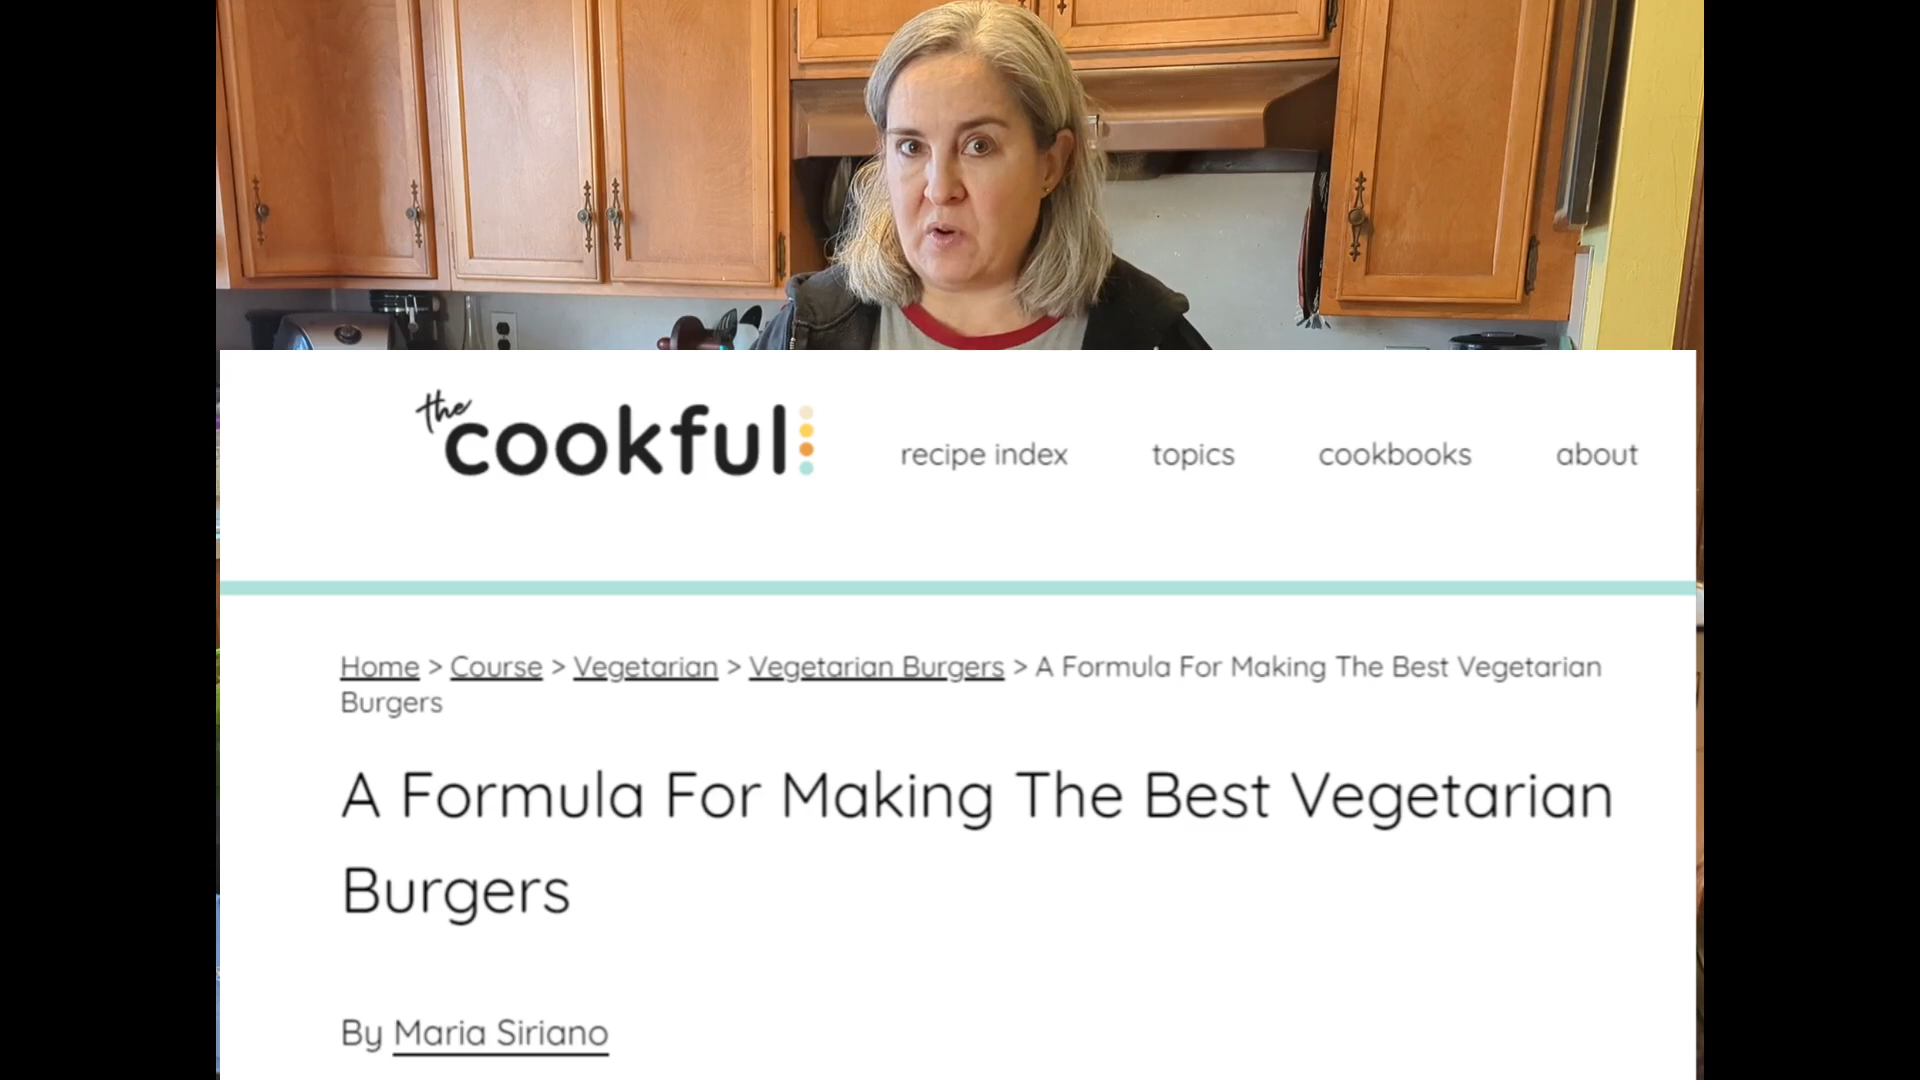 the
cookful
recipe index topics cookbooks about
Home > Course > Vegetarian > Vegetarian Burgers > A Formula For Making The Best Vegetarian
Burgers
A Formula For Making The Best Vegetarian
Burgers
By Maria Siriano